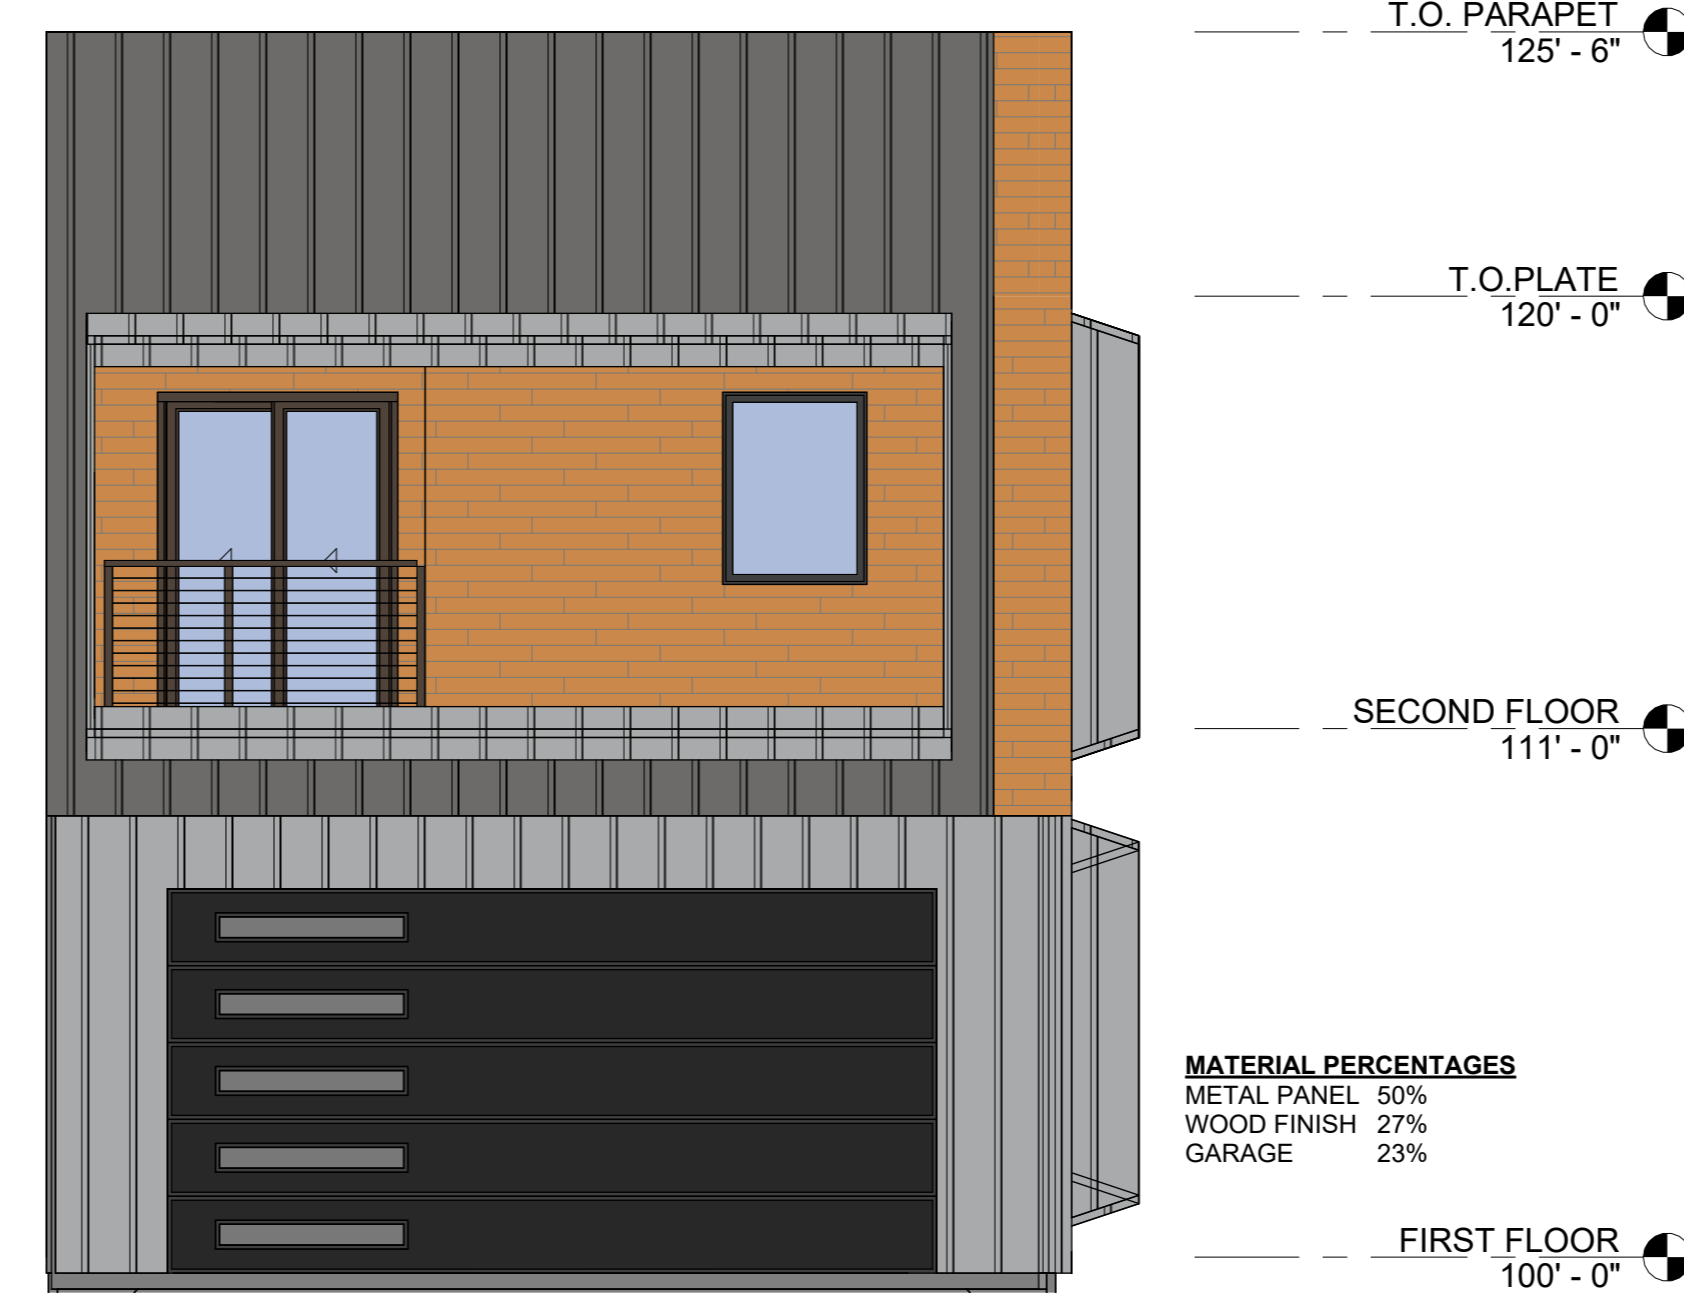 T.O. PARAPET
125' - 6"
T.O.PLATE
120' - 0"
SECOND FLOOR
111' - 0"
MATERIAL PERCENTAGES
METAL PANEL 50%
WOOD FINISH 27%
GARAGE 23%
FIRST FLOOR
100' - 0"